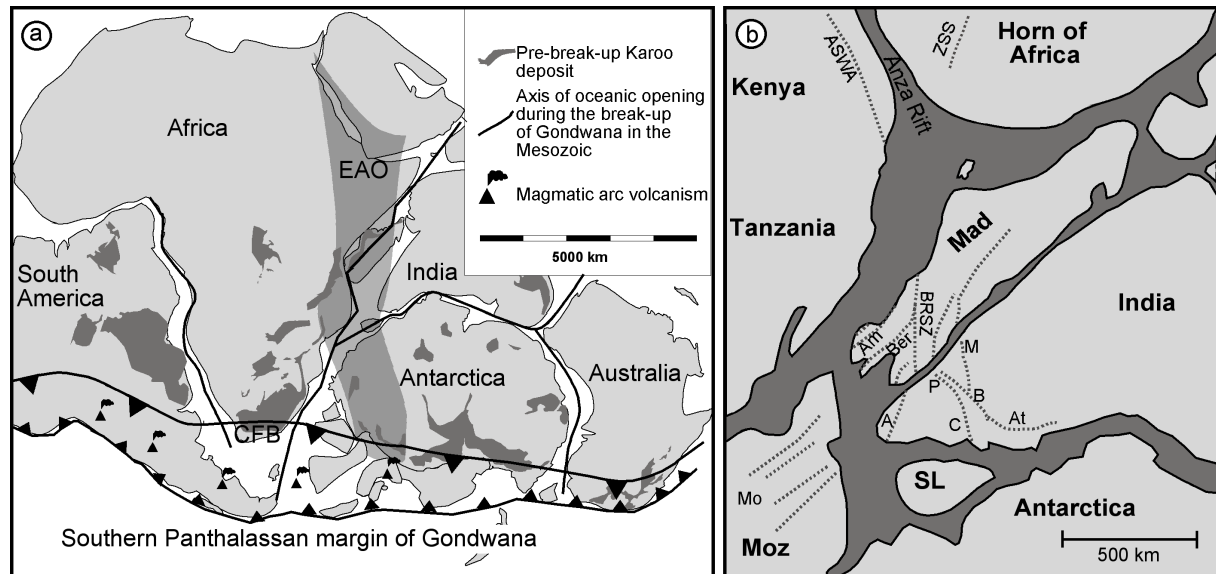 a
Pre-break-up Karoo
deposit
Axis of oceanic opening
during the break-up
of Gondwana in the
Mesozoic
Magmatic arc volcanism
5000 km
Africa
EAO
South
America
India
Antarctica
Australia
CFB
Southern Panthalassan margin of Gondwana
b
ASWA
SSZ
Horn of
Africa
Kenya
Anza Rift
Tanzania
Mad
India
BRSZ
Am
Ber
M
P
B
A
C
At
Mo
SL
Moz
Antarctica
500 km